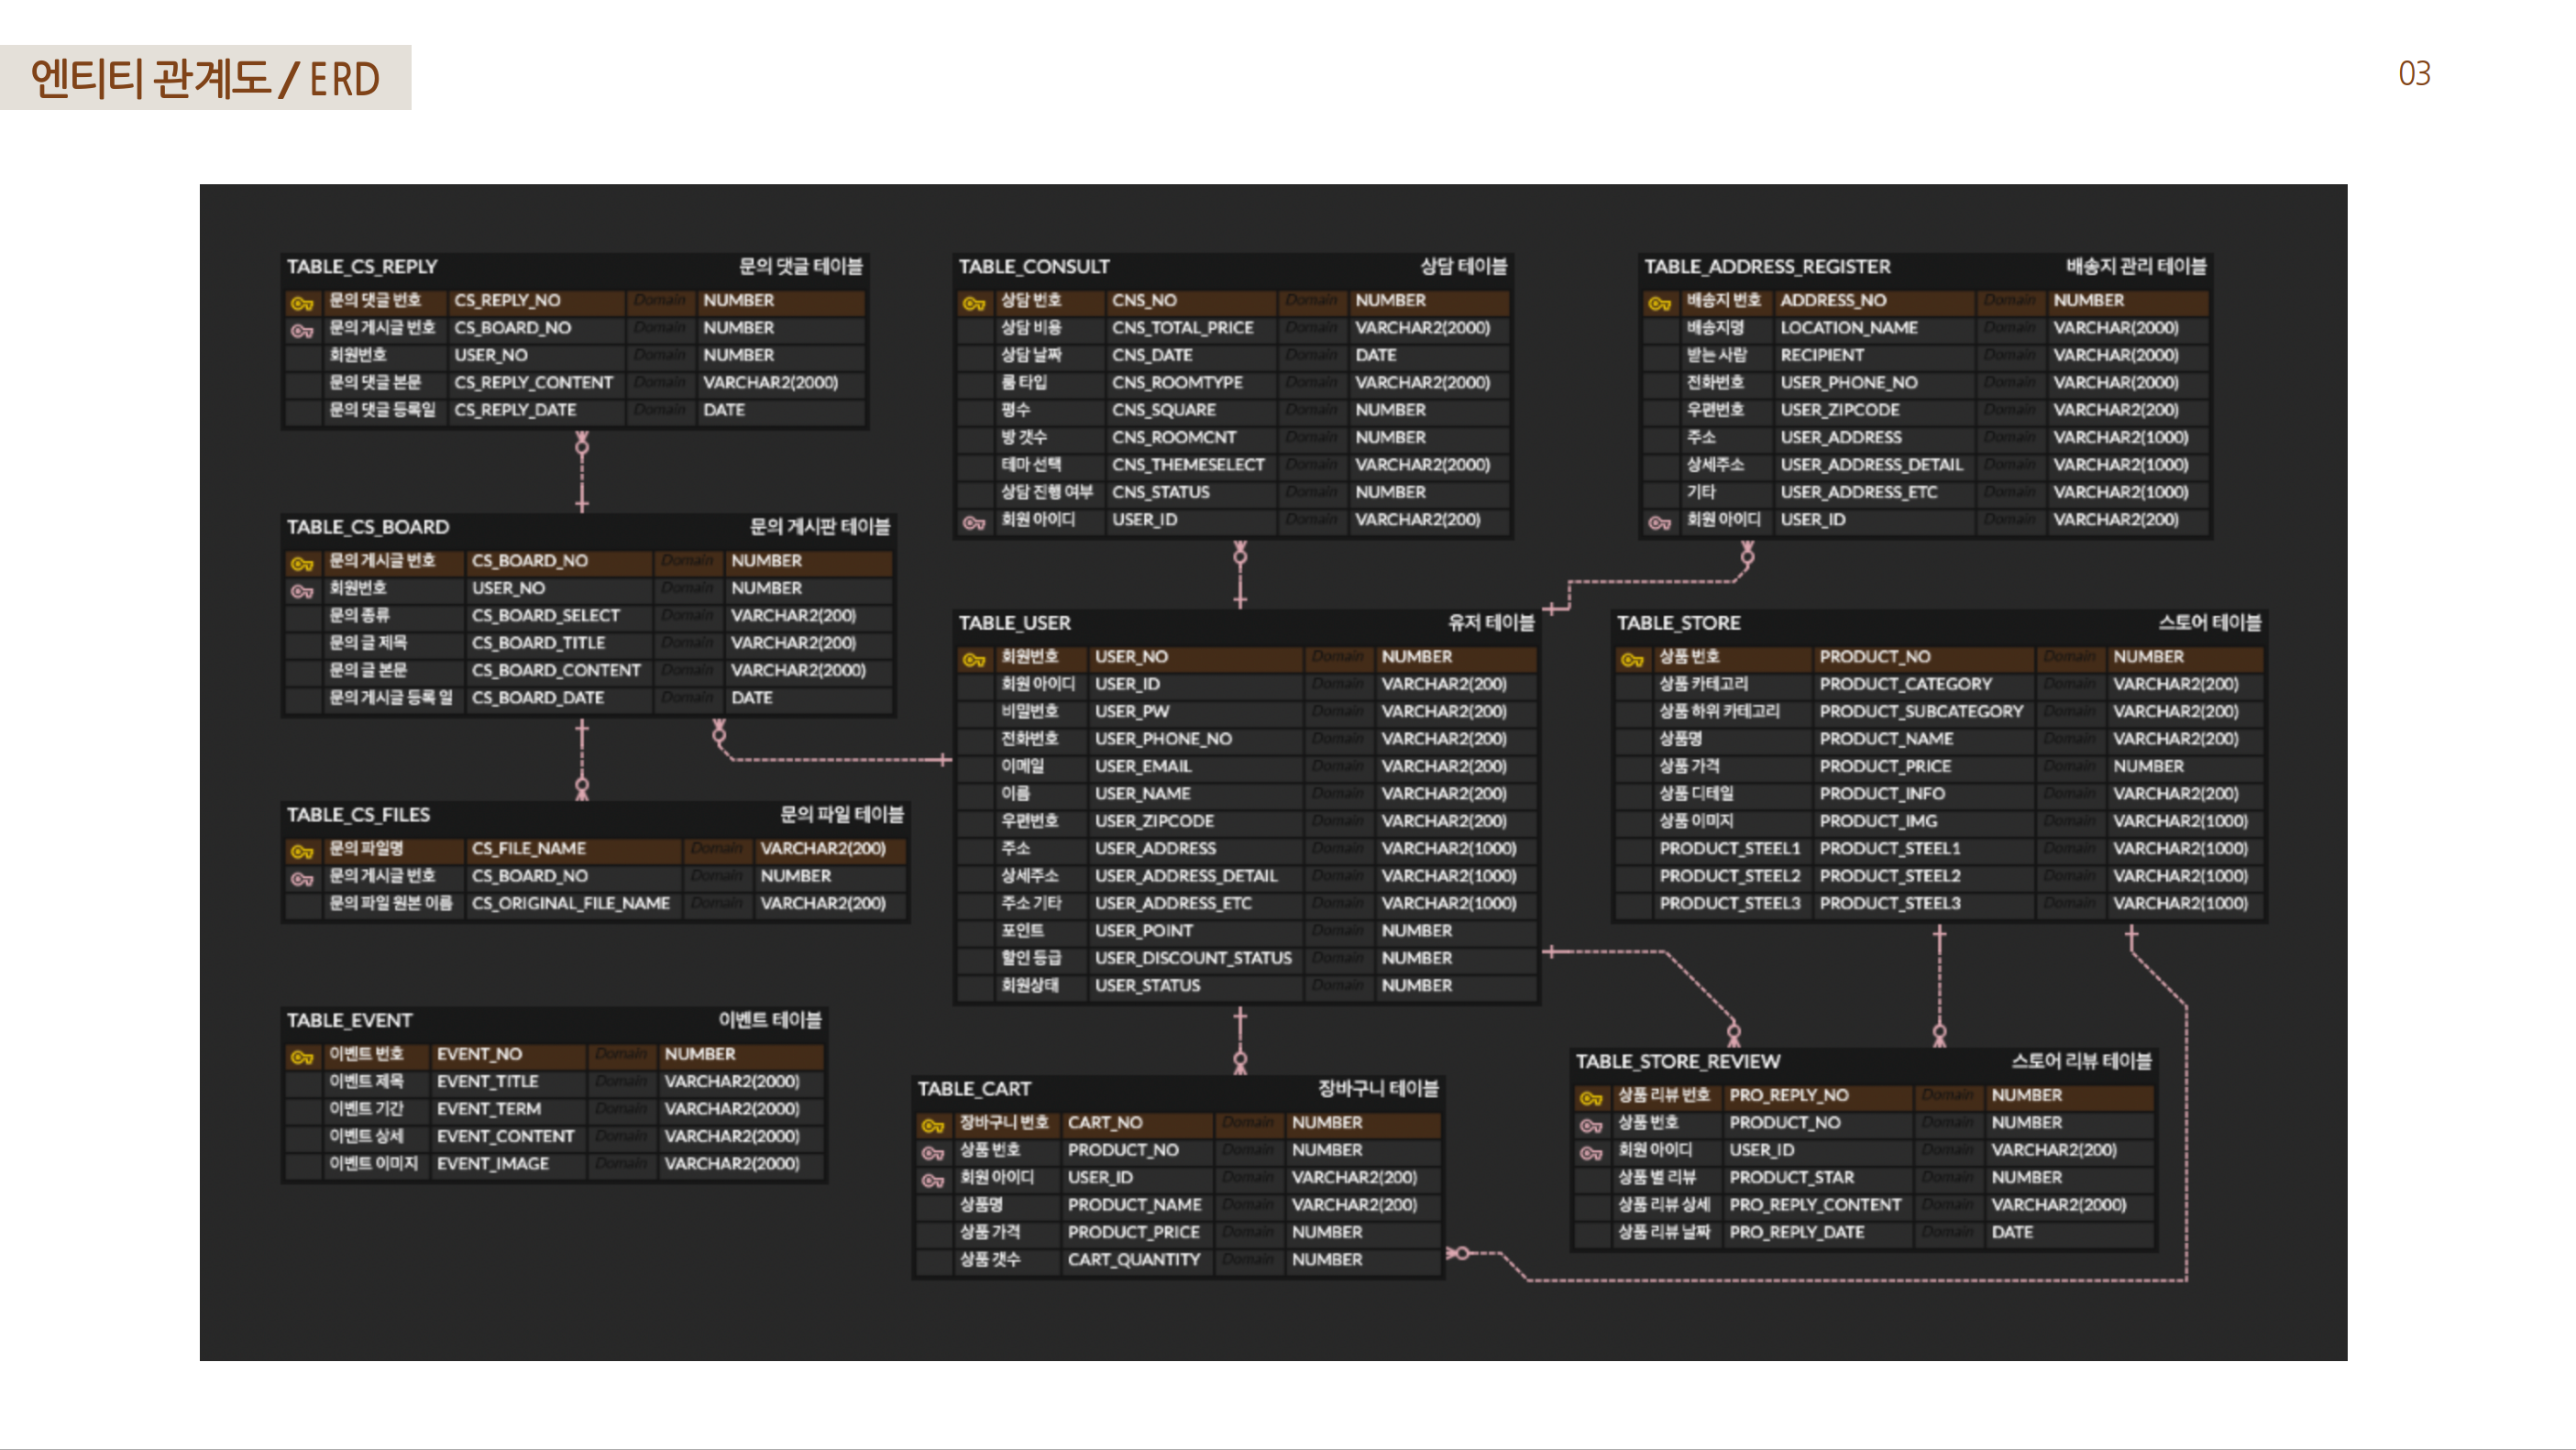 엔티티 관계도 / ERD
03
TABLE_CS_REPLY 문의 댓글 테이블
문의 댓글 번호 CS_REPLY_NO Domain NUMBER
문의 게시글 번호 CS_BOARD_NO Domain NUMBER
회원번호 USER_NO Domain NUMBER
문의 댓글 본문 CS_REPLY_CONTENT Domain VARCHAR2(2000)
문의 댓글 등록일 CS_REPLY_DATE Domain DATE
TABLE_CONSULT 상담 테이블
상담 번호 CNS_NO Domain NUMBER
상담 비용 CNS_TOTAL_PRICE Domain VARCHAR2(2000)
상담 날짜 CNS_DATE Domain DATE
룸 타입 CNS_ROOMTYPE Domain VARCHAR2(2000)
평수 CNS_SQUARE Domain NUMBER
방 갯수 CNS_ROOMCNT Domain NUMBER
테마 선택 CNS_THEMESELECT Domain VARCHAR2(2000)
상담 진행 여부 CNS_STATUS Domain NUMBER
회원 아이디 USER_ID Domain VARCHAR2(200)
TABLE_ADDRESS_REGISTER 배송지 관리 테이블
배송지 번호 ADDRESS_NO Domain NUMBER
배송지명 LOCATION_NAME Domain VARCHAR(2000)
받는 사람 RECIPIENT Domain VARCHAR(2000)
전화번호 USER_PHONE_NO Domain VARCHAR(2000)
우편번호 USER_ZIPCODE Domain VARCHAR2(200)
주소 USER_ADDRESS Domain VARCHAR2(1000)
상세주소 USER_ADDRESS_DETAIL Domain VARCHAR2(1000)
기타 USER_ADDRESS_ETC Domain VARCHAR2(1000)
회원 아이디 USER_ID Domain VARCHAR2(200)
TABLE_CS_BOARD 문의 게시판 테이블
문의 게시글 번호 CS_BOARD_NO Domain NUMBER
회원번호 USER_NO Domain NUMBER
문의 종류 CS_BOARD_SELECT Domain VARCHAR2(200)
문의 글 제목 CS_BOARD_TITLE Domain VARCHAR2(200)
문의 글 본문 CS_BOARD_CONTENT Domain VARCHAR2(2000)
문의 게시글 등록 일 CS_BOARD_DATE Domain DATE
TABLE_USER 유저 테이블
회원번호 USER_NO Domain NUMBER
회원 아이디 USER_ID Domain VARCHAR2(200)
비밀번호 USER_PW Domain VARCHAR2(200)
전화번호 USER_PHONE_NO Domain VARCHAR2(200)
이메일 USER_EMAIL Domain VARCHAR2(200)
이름 USER_NAME Domain VARCHAR2(200)
우편번호 USER_ZIPCODE Domain VARCHAR2(200)
주소 USER_ADDRESS Domain VARCHAR2(1000)
상세주소 USER_ADDRESS_DETAIL Domain VARCHAR2(1000)
주소 기타 USER_ADDRESS_ETC Domain VARCHAR2(1000)
포인트 USER_POINT Domain NUMBER
할인 등급 USER_DISCOUNT_STATUS Domain NUMBER
회원상태 USER_STATUS Domain NUMBER
TABLE_STORE 스토어 테이블
상품 번호 PRODUCT_NO Domain NUMBER
상품 카테고리 PRODUCT_CATEGORY Domain VARCHAR2(200)
상품 하위 카테고리 PRODUCT_SUBCATEGORY Domain VARCHAR2(200)
상품명 PRODUCT_NAME Domain VARCHAR2(200)
상품 가격 PRODUCT_PRICE Domain NUMBER
상품 디테일 PRODUCT_INFO Domain VARCHAR2(200)
상품 이미지 PRODUCT_IMG Domain VARCHAR2(1000)
PRODUCT_STEEL1 PRODUCT_STEEL1 Domain VARCHAR2(1000)
PRODUCT_STEEL2 PRODUCT_STEEL2 Domain VARCHAR2(1000)
PRODUCT_STEEL3 PRODUCT_STEEL3 Domain VARCHAR2(1000)
TABLE_CS_FILES 문의 파일 테이블
문의 파일명 CS_FILE_NAME Domain VARCHAR2(200)
문의 게시글 번호 CS_BOARD_NO Domain NUMBER
문의 파일 원본 이름 CS_ORIGINAL_FILE_NAME Domain VARCHAR2(200)
TABLE_EVENT 이벤트 테이블
이벤트 번호 EVENT_NO Domain NUMBER
이벤트 제목 EVENT_TITLE Domain VARCHAR2(2000)
이벤트 기간 EVENT_TERM Domain VARCHAR2(2000)
이벤트 상세 EVENT_CONTENT Domain VARCHAR2(2000)
이벤트 이미지 EVENT_IMAGE Domain VARCHAR2(2000)
TABLE_CART 장바구니 테이블
장바구니 번호 CART_NO Domain NUMBER
상품 번호 PRODUCT_NO Domain NUMBER
회원 아이디 USER_ID Domain VARCHAR2(200)
상품명 PRODUCT_NAME Domain VARCHAR2(200)
상품 가격 PRODUCT_PRICE Domain NUMBER
상품 갯수 CART_QUANTITY Domain NUMBER
TABLE_STORE_REVIEW 스토어 리뷰 테이블
상품 리뷰 번호 PRO_REPLY_NO Domain NUMBER
상품 번호 PRODUCT_NO Domain NUMBER
회원 아이디 USER_ID Domain VARCHAR2(200)
상품 별 리뷰 PRODUCT_STAR Domain NUMBER
상품 리뷰 상세 PRO_REPLY_CONTENT Domain VARCHAR2(2000)
상품 리뷰 날짜 PRO_REPLY_DATE Domain DATE